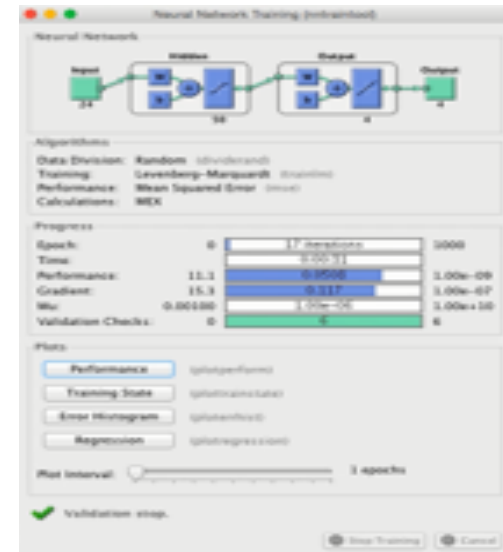 Neural Network Training (nntraintool)
Neural Network
Hidden
Output
Input
Output
W
b
+
W
b
+
24
50
4
4
Algorithms
Data Division: Random (dividerand)
Training: Levenberg-Marquardt (trainlm)
Performance: Mean Squared Error (mse)
Calculations: MEX
Progress
Epoch: 0 17 iterations 1000
Time: 0:00:31
Performance: 11.1 0.0508 1.00e-09
Gradient: 15.3 0.117 1.00e-07
Mu: 0.00100 1.00e-06 1.00e+10
Validation Checks: 0 6 6
Plots
Performance (plotperform)
Training State (plottrainstate)
Error Histogram (ploterrhist)
Regression (plotregression)
Plot Interval: 1 epochs
Validation stop.
Stop Training Cancel